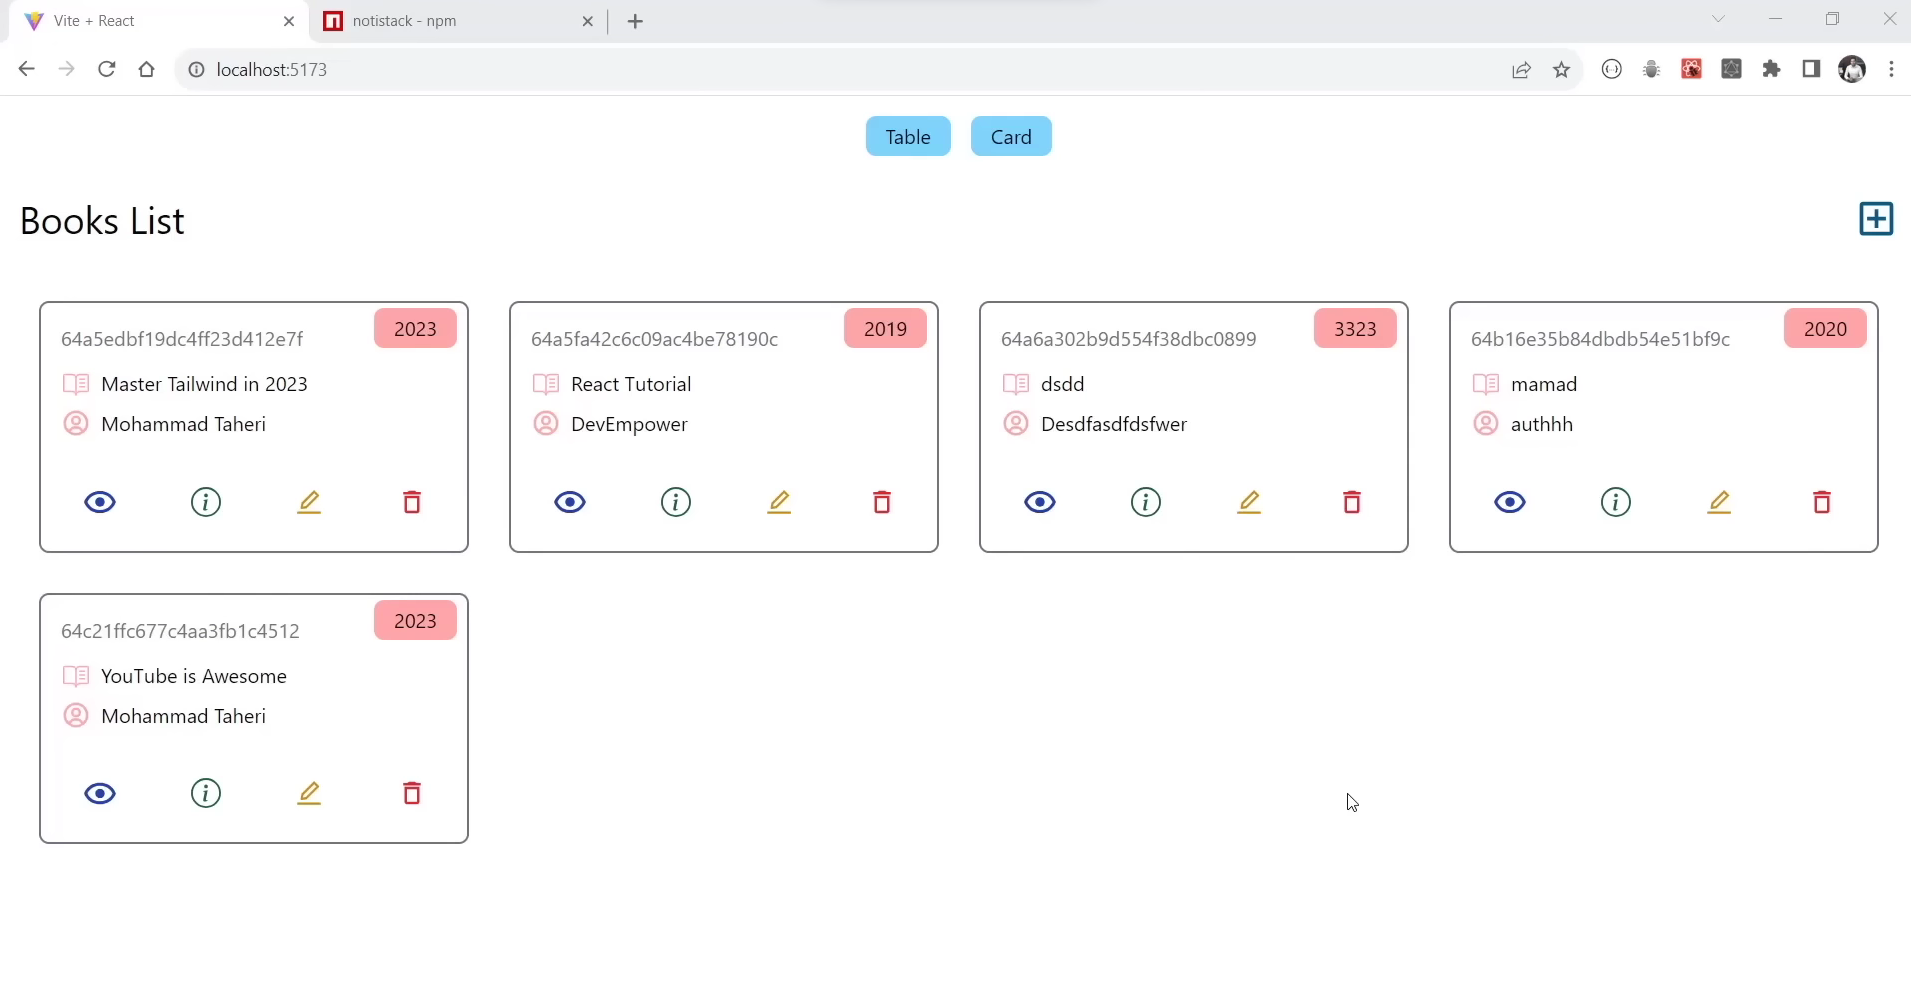 Vite + React
notistack - npm
localhost:5173
Table
Card
Books List
64a5edbf19dc4ff23d412e7f
2023
Master Tailwind in 2023
Mohammad Taheri
64a5fa42c6c09ac4be78190c
2019
React Tutorial
DevEmpower
64a6a302b9d554f38dbc0899
3323
dsdd
Desdfasdfdsfwer
64b16e35b84dbdb54e51bf9c
2020
mamad
authhh
64c21ffc677c4aa3fb1c4512
2023
YouTube is Awesome
Mohammad Taheri